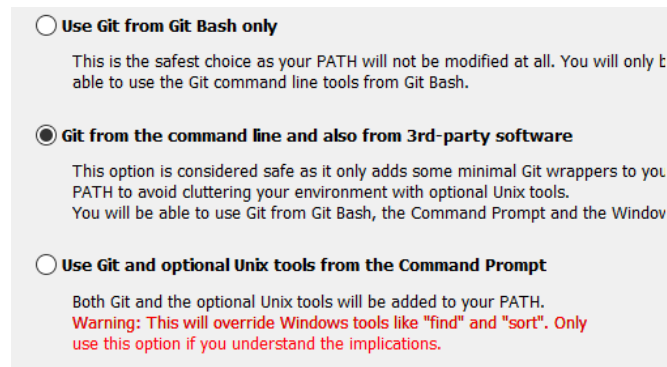 Use Git from Git Bash only
This is the safest choice as your PATH will not be modified at all. You will only
able to use the Git command line tools from Git Bash.
Git from the command line and also from 3rd-party software
This option is considered safe as it only adds some minimal Git wrappers to
PATH to avoid cluttering your environment with optional Unix tools.
You will be able to use Git from Git Bash, the Command Prompt and the
Use Git and optional Unix tools from the Command Prompt
Both Git and the optional Unix tools will be added to your PATH.
Warning: This will override Windows tools like "find" and "sort". Only
use this option if you understand the implications.